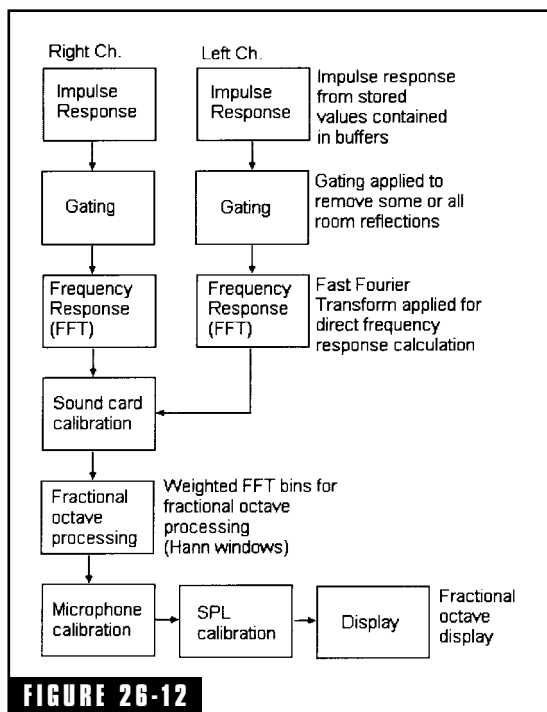 Right Ch.
Left Ch.
Impulse
Response
Impulse
Response
Impulse response
from stored
values contained
in buffers
Gating
Gating
Gating applied to
remove some or all
room reflections
Frequency
Response
(FFT)
Frequency
Response
(FFT)
Fast Fourier
Transform applied for
direct frequency
response calculation
Sound card
calibration
Fractional
octave
processing
Weighted FFT bins for
fractional octave
processing
(Hann windows)
Microphone
calibration
SPL
calibration
Display
Fractional
octave
display
FIGURE 26-12